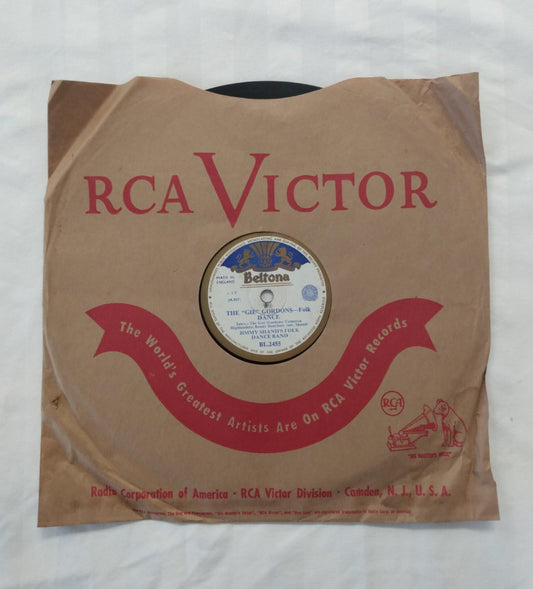 RCA VICTOR
MADE IN
ENGLAND
Beltona
THE "GIE" GORDONS—Folk
DANCE
JIMMY SHAND'S FOLK
DANCE BAND
BL.2455
The World's Greatest Artists Are On RCA Victor Records
RCA
"HIS MASTER'S VOICE"
Radio Corporation of America · RCA Victor Division · Camden, N. J., U. S. A.